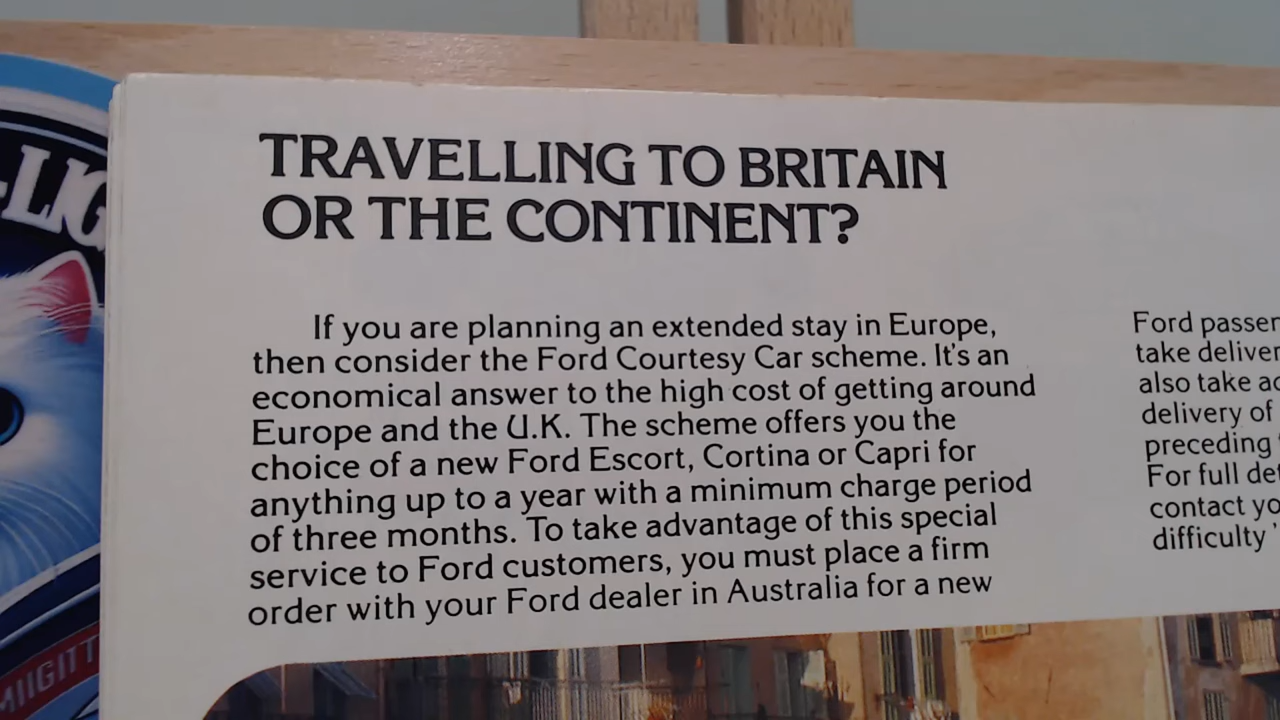 TRAVELLING TO BRITAIN
OR THE CONTINENT?
If you are planning an extended stay in Europe,
then consider the Ford Courtesy Car scheme. It's an
economical answer to the high cost of getting around
Europe and the U.K. The scheme offers you the
choice of a new Ford Escort, Cortina or Capri for
anything up to a year with a minimum charge period
of three months. To take advantage of this special
service to Ford customers, you must place a firm
order with your Ford dealer in Australia for a new
Ford
take
also take
delivery of
preceding
For full
contact
difficulty